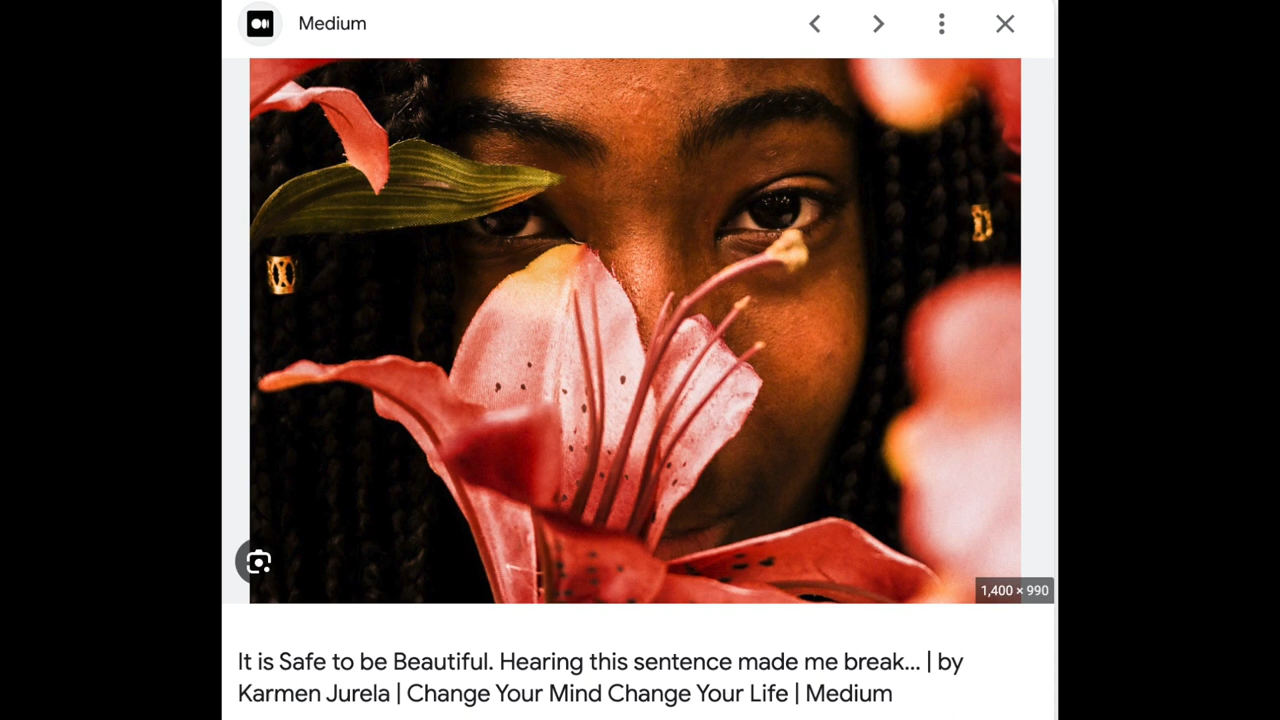 Medium
1,400 × 990
It is Safe to be Beautiful. Hearing this sentence made me break... | by
Karmen Jurela | Change Your Mind Change Your Life | Medium